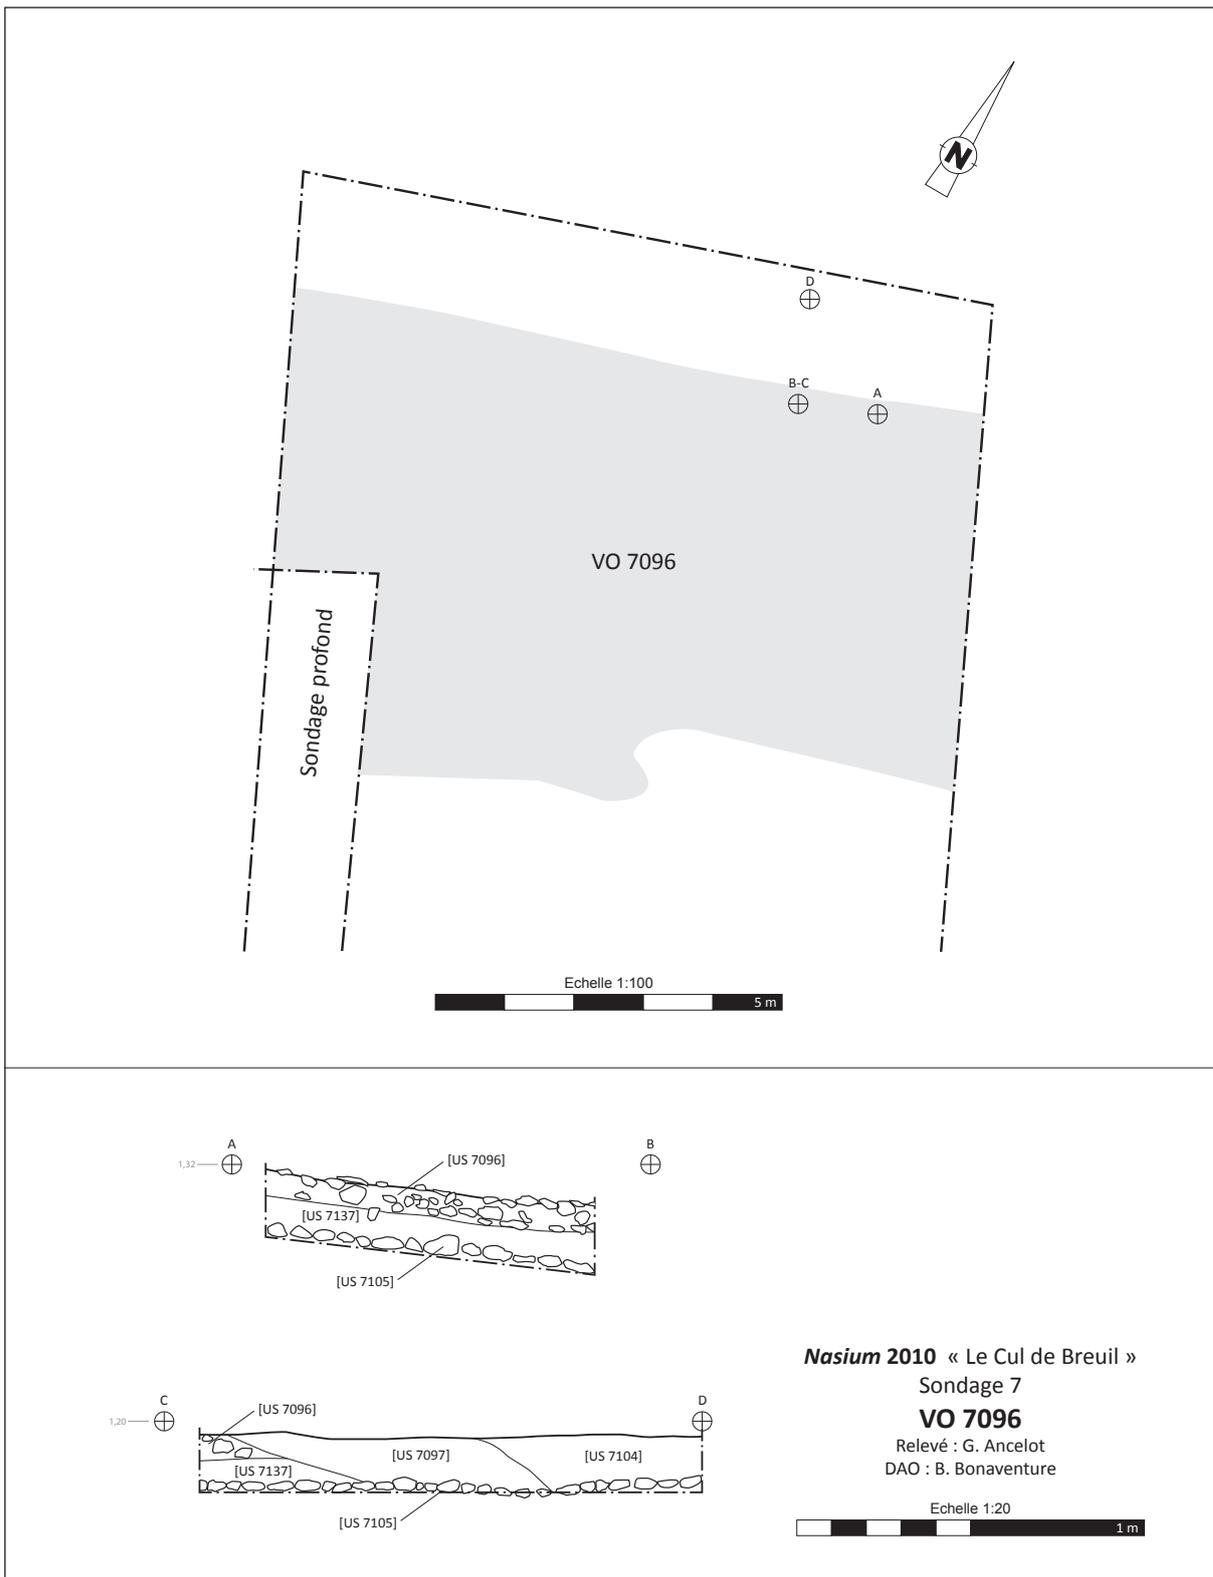 N
D
B-C
A
VO 7096
Sondage profond
Echelle 1:100
5 m
A
B
1,32
[US 7096]
[US 7137]
[US 7105]
C
D
1,20
[US 7096]
[US 7097]
[US 7104]
[US 7137]
[US 7105]
Nasium 2010 « Le Cul de Breuil »
Sondage 7
VO 7096
Relevé : G. Ancelot
DAO : B. Bonaventure
Echelle 1:20
1 m